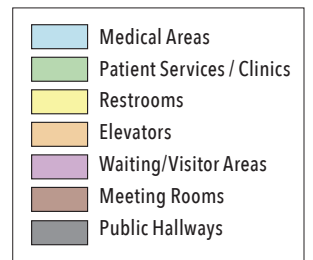 Medical Areas
Patient Services / Clinics
Restrooms
Elevators
Waiting/Visitor Areas
Meeting Rooms
Public Hallways